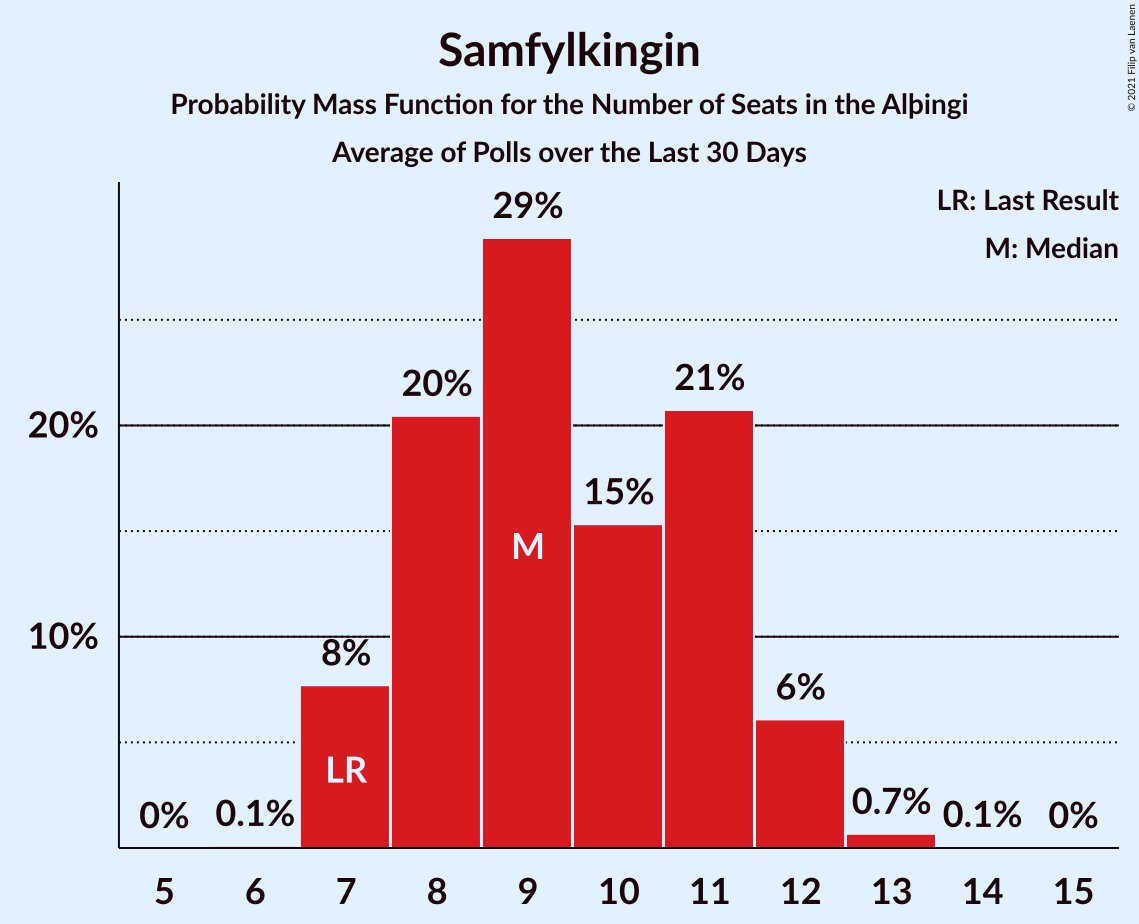 Samfylkingin
Probability Mass Function for the Number of Seats in the Alþingi
Average of Polls over the Last 30 Days
© 2021 Filip van Laenen
LR: Last Result
M: Median
29%
20%
21%
20%
15%
M
10%
8%
6%
LR
0%
0.1%
0.7%
0.1%
0%
5 6 7 8 9 10 11 12 13 14 15